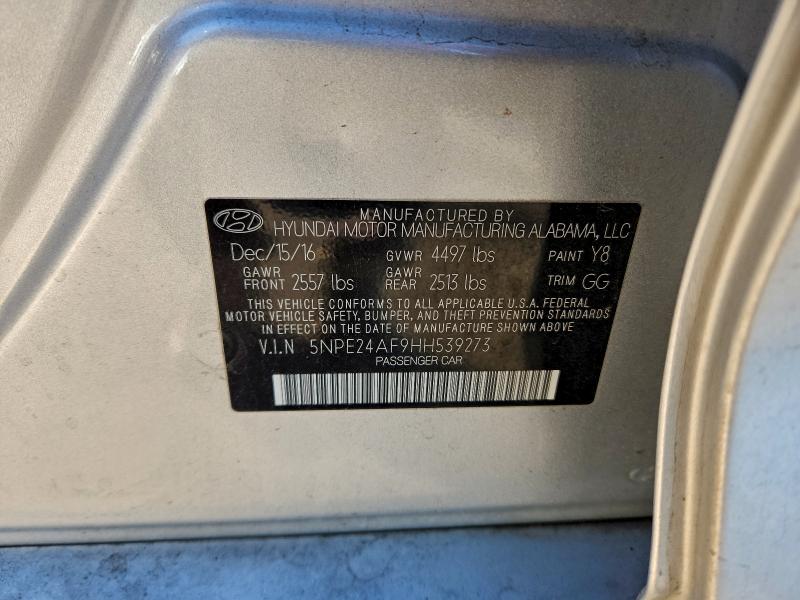 MANUFACTURED BY
HYUNDAI MOTOR MANUFACTURING ALABAMA, LLC
Dec/15/16 GVWR 4497 lbs PAINT Y8
GAWR FRONT 2557 lbs GAWR REAR 2513 lbs TRIM GG
THIS VEHICLE CONFORMS TO ALL APPLICABLE U.S.A. FEDERAL
MOTOR VEHICLE SAFETY, BUMPER, AND THEFT PREVENTION STANDARDS
IN EFFECT ON THE DATE OF MANUFACTURE SHOWN ABOVE
V.I.N 5NPE24AF9HH539273
PASSENGER CAR